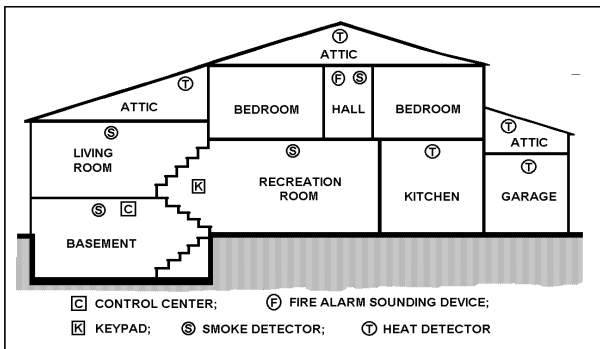 T
ATTIC
T
ATTIC
F S
BEDROOM HALL BEDROOM
T
ATTIC
S
LIVING
ROOM
S
T
T
K
RECREATION
ROOM
KITCHEN
GARAGE
S C
BASEMENT
C CONTROL CENTER; F FIRE ALARM SOUNDING DEVICE;
K KEYPAD; S SMOKE DETECTOR; T HEAT DETECTOR